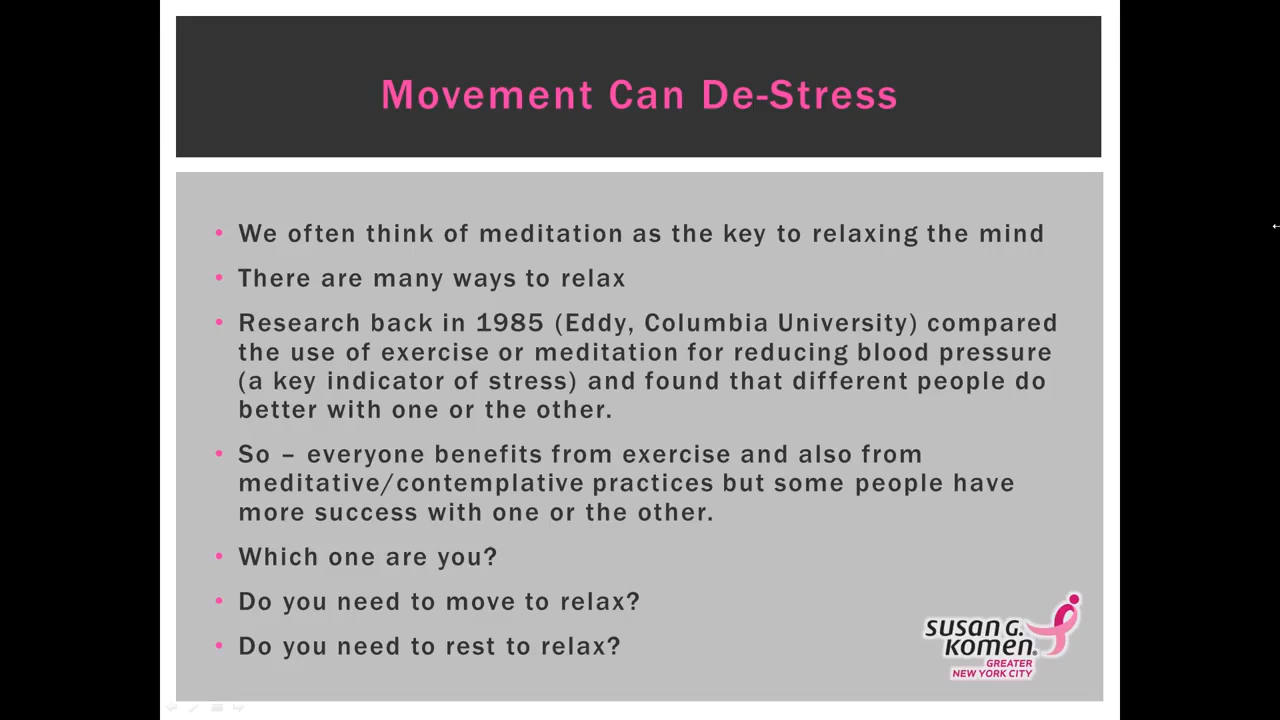 Movement Can De-Stress
• We often think of meditation as the key to relaxing the mind
• There are many ways to relax
• Research back in 1985 (Eddy, Columbia University) compared
the use of exercise or meditation for reducing blood pressure
(a key indicator of stress) and found that different people do
better with one or the other.
• So – everyone benefits from exercise and also from
meditative/contemplative practices but some people have
more success with one or the other.
• Which one are you?
• Do you need to move to relax?
• Do you need to rest to relax?
susan G.
komen®
GREATER
NEW YORK CITY